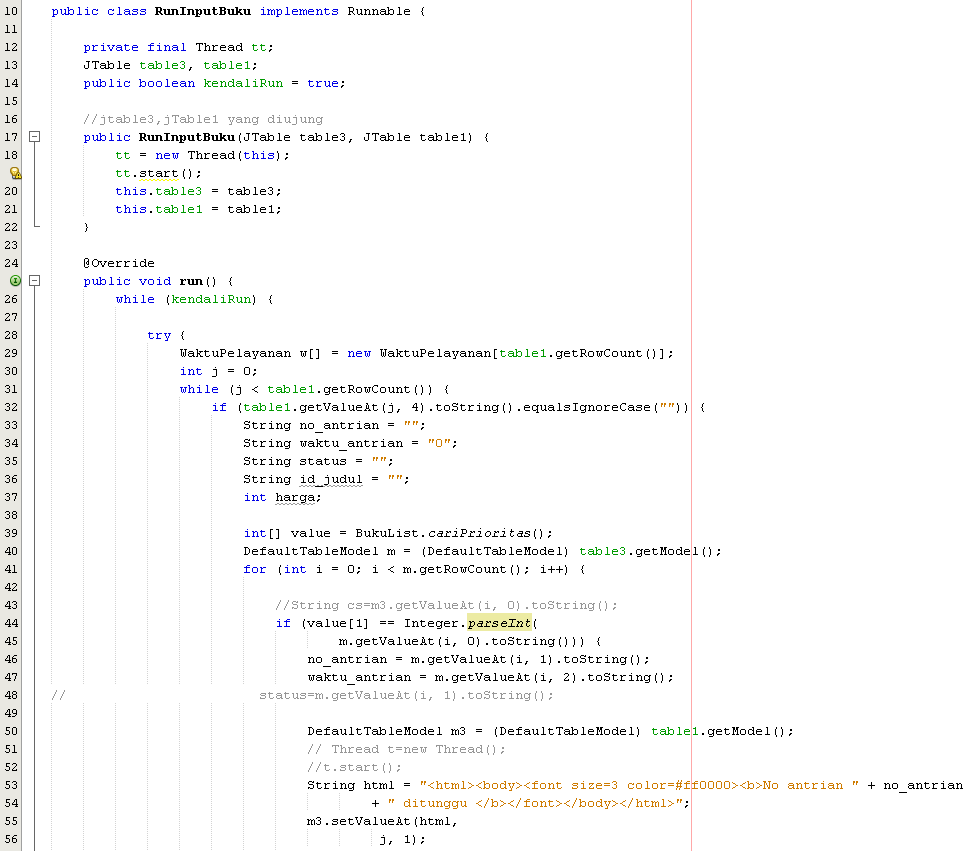 10 public class RunInputBuku implements Runnable {
11
12 private final Thread tt;
13 JTable table3, table1;
14 public boolean kendaliRun = true;
15
16 //jtable3,jTable1 yang diujung
17 public RunInputBuku(JTable table3, JTable table1) {
18 tt = new Thread(this);
tt.start();
20 this.table3 = table3;
21 this.table1 = table1;
22 }
23
24 @Override
public void run() {
26 while (kendaliRun) {
27
28 try {
29 WaktuPelayanan w[] = new WaktuPelayanan[table1.getRowCount()];
30 int j = 0;
31 while (j < table1.getRowCount()) {
32 if (table1.getValueAt(j, 4).toString().equalsIgnoreCase("")) {
33 String no_antrian = "";
34 String waktu_antrian = "0";
35 String status = "";
36 String id_judul = "";
37 int harga;
38
39 int[] value = BukuList.cariPrioritas();
40 DefaultTableModel m = (DefaultTableModel) table3.getModel();
41 for (int i = 0; i < m.getRowCount(); i++) {
42
43 //String cs=m3.getValueAt(i, 0).toString();
44 if (value[1] == Integer.parseInt(
45 m.getValueAt(i, 0).toString())) {
46 no_antrian = m.getValueAt(i, 1).toString();
47 waktu_antrian = m.getValueAt(i, 2).toString();
48 // status=m.getValueAt(i, 1).toString();
49
50 DefaultTableModel m3 = (DefaultTableModel) table1.getModel();
51 // Thread t=new Thread();
52 //t.start();
53 String html = "<html><body><font size=3 color=#ff0000><b>No antrian " + no_antrian
54 + " ditunggu </b></font></body></html>";
55 m3.setValueAt(html,
56 j, 1);